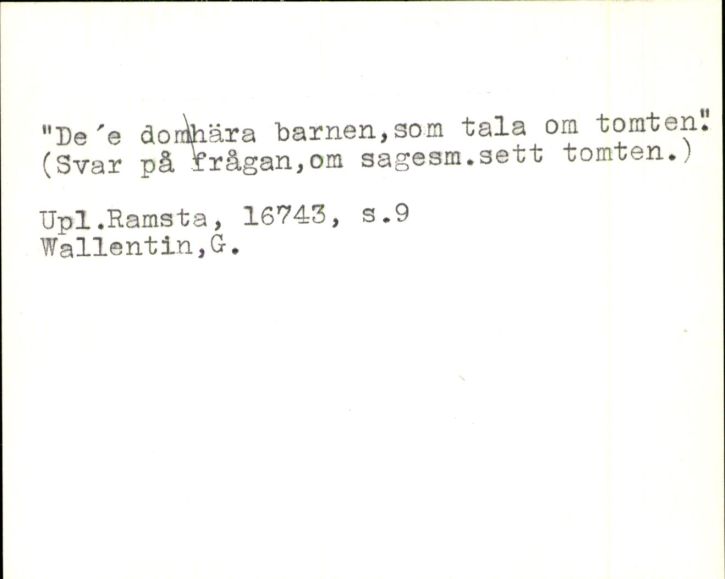 "De´e domhära barnen,som tala om tomten."
(Svar på frågan,om sagesm.sett tomten.)
Upl.Ramsta, 16743, s.9
Wallentin,G.